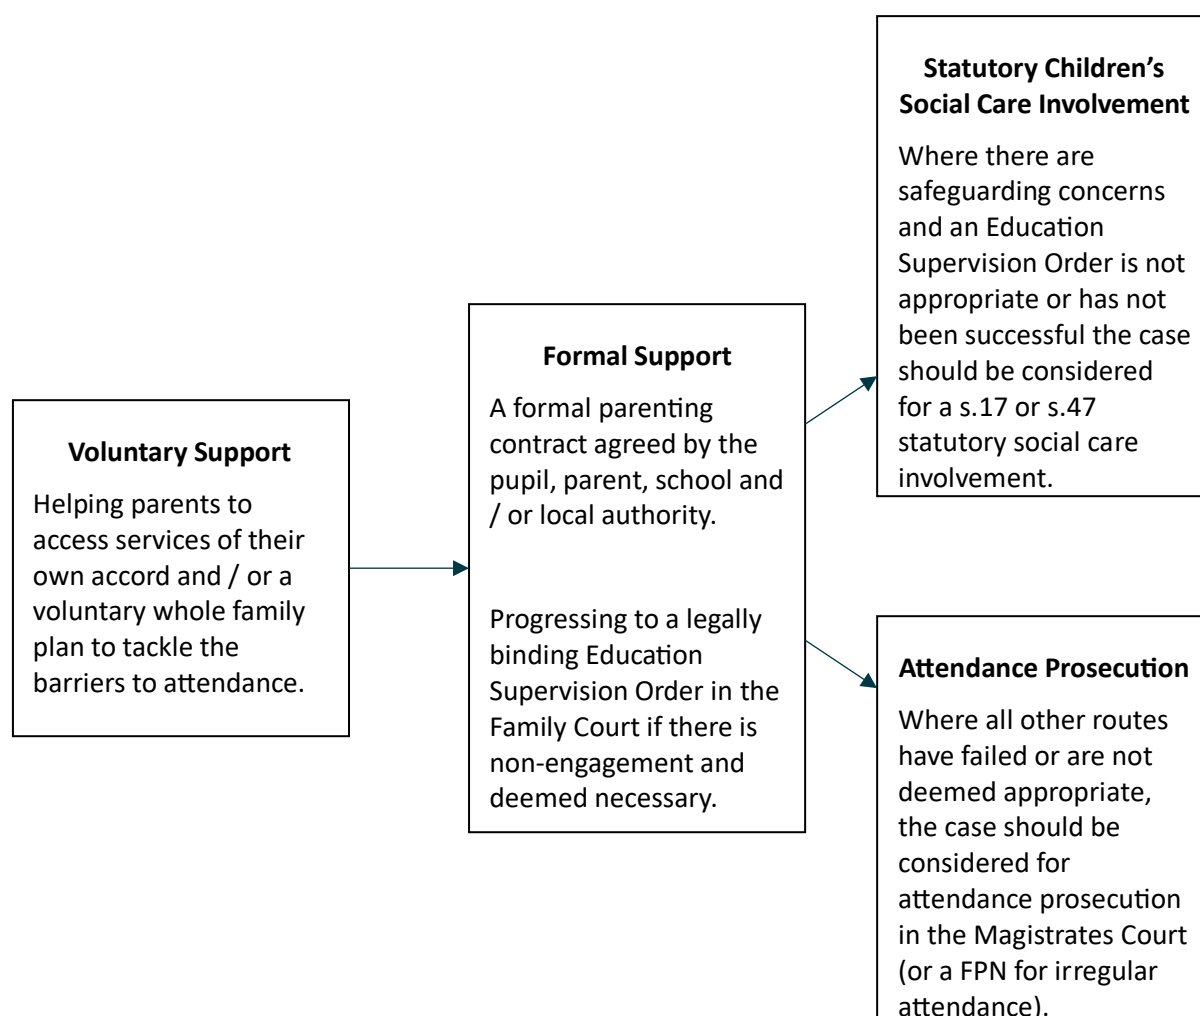 Voluntary Support
Helping parents to
access services of their
own accord and / or a
voluntary whole family
plan to tackle the
barriers to attendance.
Formal Support
A formal parenting
contract agreed by the
pupil, parent, school and
/ or local authority.
Progressing to a legally
binding Education
Supervision Order in the
Family Court if there is
non-engagement and
deemed necessary.
Statutory Children’s
Social Care Involvement
Where there are
safeguarding concerns
and an Education
Supervision Order is not
appropriate or has not
been successful the case
should be considered
for a s.17 or s.47
statutory social care
involvement.
Attendance Prosecution
Where all other routes
have failed or are not
deemed appropriate,
the case should be
considered for
attendance prosecution
in the Magistrates Court
(or a FPN for irregular
attendance).